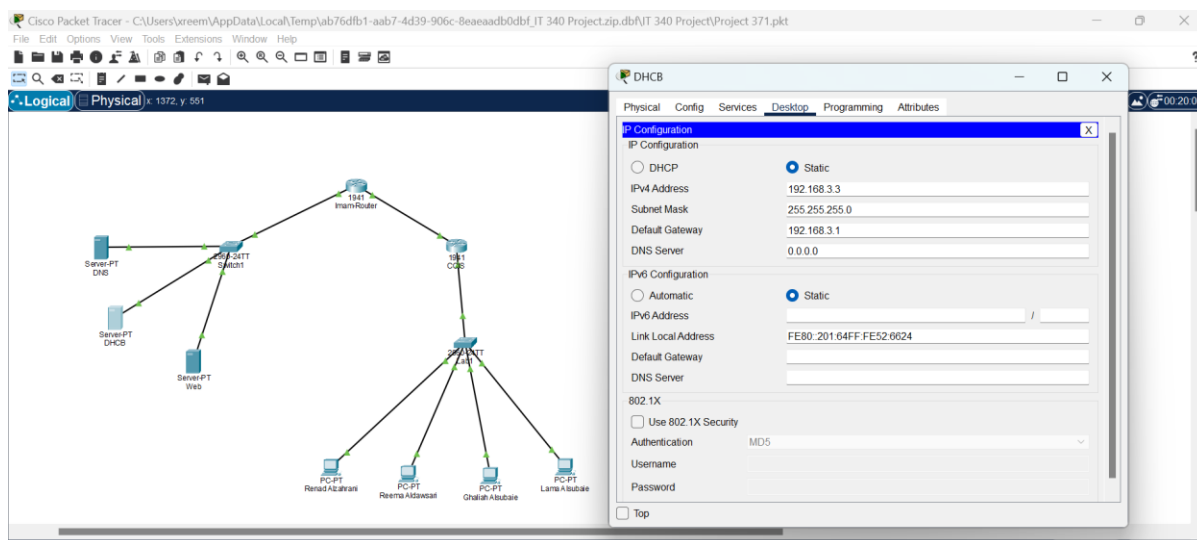 Cisco Packet Tracer - C:\Users\xreem\AppData\Local\Temp\ab76dfb1-aab7-4d39-906c-8eaeaadb0dbf_IT 340 Project.zip.dbf\IT 340 Project\Project 371.pkt
File Edit Options View Tools Extensions Window Help
Logical Physical x: 1372, y: 551
00:20:0
1941
Imam-Router
2960-24TT
Switch1
1941
CCIS
Server-PT
DNS
Server-PT
DHCB
Server-PT
Web
2960-24TT
Lab1
PC-PT
Renad Alzahrani
PC-PT
Reema Aldawsari
PC-PT
Ghaliah Alsubaie
PC-PT
Lama Alsubaie
DHCB
Physical Config Services Desktop Programming Attributes
IP Configuration X
IP Configuration
DHCP Static
IPv4 Address 192.168.3.3
Subnet Mask 255.255.255.0
Default Gateway 192.168.3.1
DNS Server 0.0.0.0
IPv6 Configuration
Automatic Static
IPv6 Address /
Link Local Address FE80::201:64FF:FE52:6624
Default Gateway
DNS Server
802.1X
Use 802.1X Security
Authentication MD5
Username
Password
Top